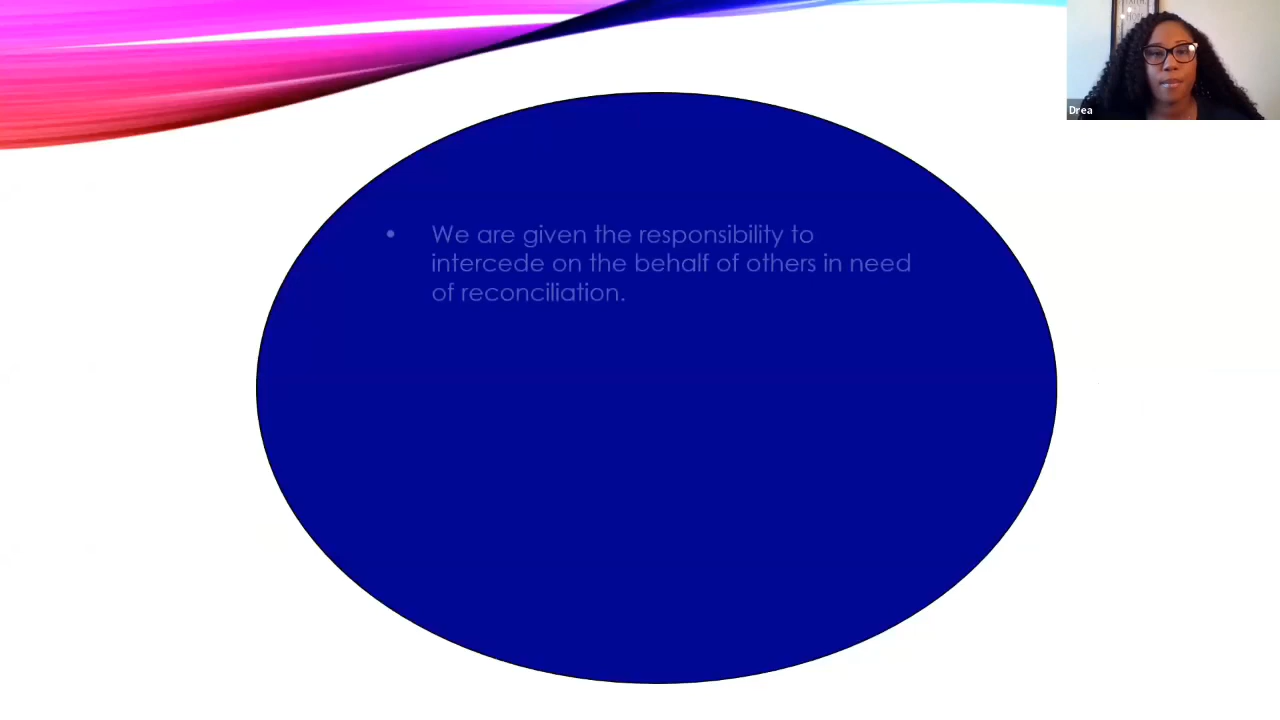 Drea
• We are given the responsibility to
intercede on the behalf of others in need
of reconciliation.